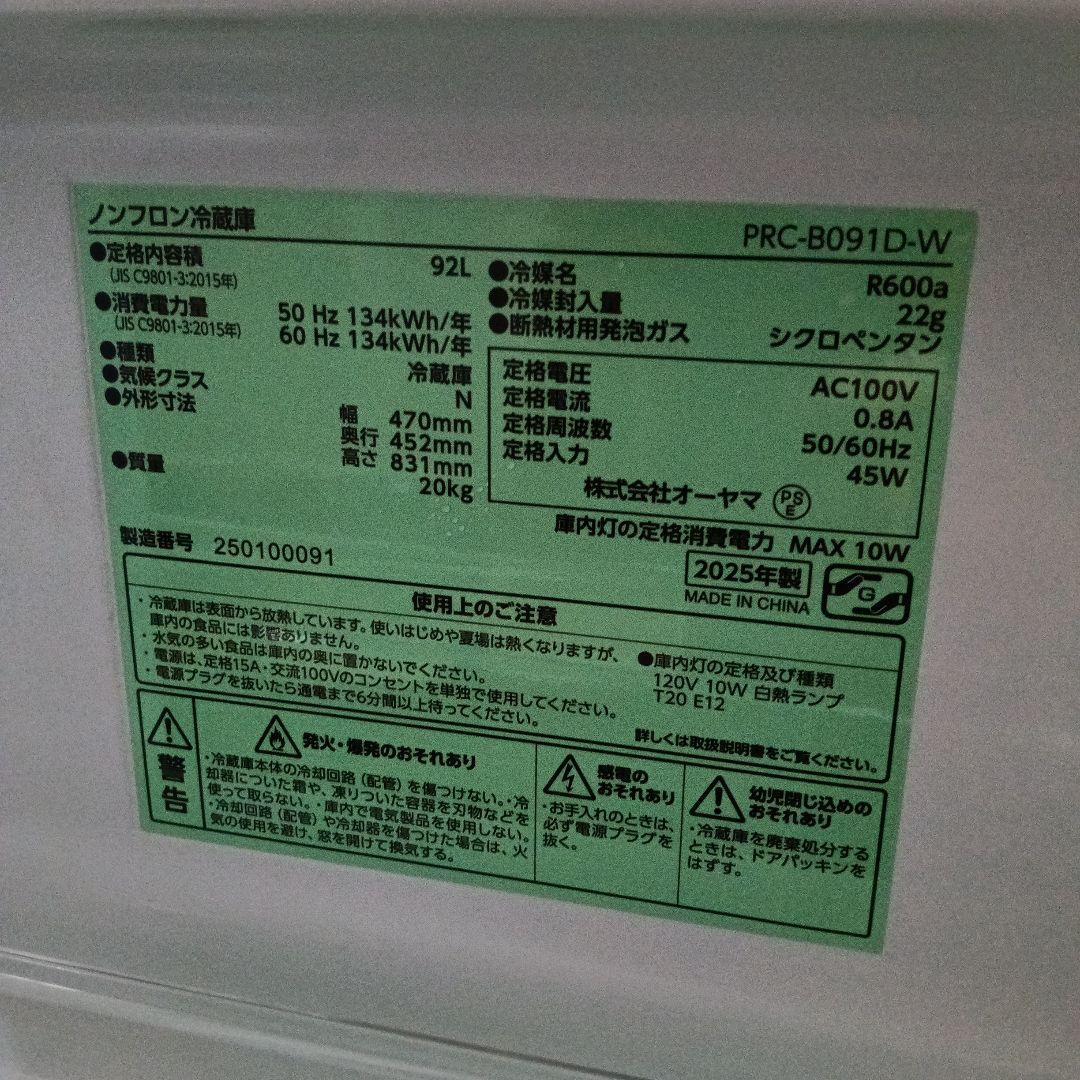 ノンフロン冷蔵庫
PRC-B091D-W
●定格内容積 92L
(JIS C9801-3:2015年)
●消費電力量 50 Hz 134kWh/年
(JIS C9801-3:2015年) 60 Hz 134kWh/年
●種類 冷蔵庫
●気候クラス N
●外形寸法 幅 470mm
奥行 452mm
高さ 831mm
●質量 20kg
●冷媒名 R600a
●冷媒封入量 22g
●断熱材用発泡ガス シクロペンタン
定格電圧 AC100V
定格電流 0.8A
定格周波数 50/60Hz
定格入力 45W
株式会社オーヤマ PSE
庫内灯の定格消費電力 MAX 10W
製造番号 250100091
2025年製
MADE IN CHINA
G
使用上のご注意
・冷蔵庫は表面から放熱しています。使いはじめや夏場は熱くなりますが、
庫内の食品には影響ありません。
・水気の多い食品は庫内の奥に置かないでください。
・電源は、定格15A・交流100Vのコンセントを単独で使用してください。
・電源プラグを抜いたら通電まで6分間以上待ってください。
●庫内灯の定格及び種類
120V 10W 白熱ランプ
T20 E12
詳しくは取扱説明書をご覧ください。
警告
発火・爆発のおそれあり
・冷蔵庫本体の冷却回路（配管）を傷つけない。・冷
却器についた霜や、凍りついた容器を刃物などを
使って取らない。・庫内で電気製品を使用しない。
・冷却回路（配管）や冷却器を傷つけた場合は、火
気の使用を避け、窓を開けて換気する。
感電の
おそれあり
・お手入れのときは、
必ず電源プラグを
抜く。
幼児閉じ込めの
おそれあり
・冷蔵庫を廃棄処分する
ときは、ドアパッキンを
はずす。